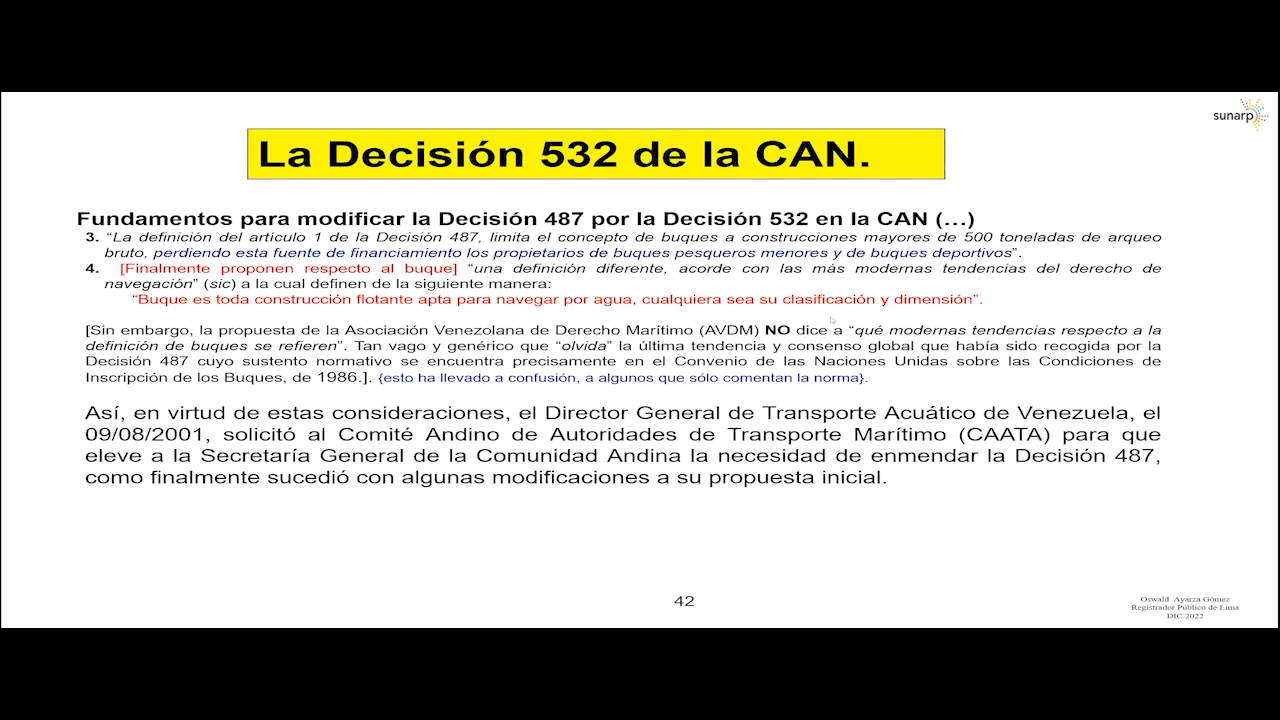 sunarp
La Decisión 532 de la CAN.
Fundamentos para modificar la Decisión 487 por la Decisión 532 en la CAN (...)
3. “La definición del artículo 1 de la Decisión 487, limita el concepto de buques a construcciones mayores de 500 toneladas de arqueo
bruto, perdiendo esta fuente de financiamiento los propietarios de buques pesqueros menores y de buques deportivos”.
4. [Finalmente proponen respecto al buque] “una definición diferente, acorde con las más modernas tendencias del derecho de
navegación” (sic) a la cual definen de la siguiente manera:
“Buque es toda construcción flotante apta para navegar por agua, cualquiera sea su clasificación y dimensión”.
[Sin embargo, la propuesta de la Asociación Venezolana de Derecho Marítimo (AVDM) NO dice a “qué modernas tendencias respecto a la
definición de buques se refieren”. Tan vago y genérico que “olvida” la última tendencia y consenso global que había sido recogida por la
Decisión 487 cuyo sustento normativo se encuentra precisamente en el Convenio de las Naciones Unidas sobre las Condiciones de
Inscripción de los Buques, de 1986.]. {esto ha llevado a confusión, a algunos que sólo comentan la norma}.
Así, en virtud de estas consideraciones, el Director General de Transporte Acuático de Venezuela, el
09/08/2001, solicitó al Comité Andino de Autoridades de Transporte Marítimo (CAATA) para que
eleve a la Secretaría General de la Comunidad Andina la necesidad de enmendar la Decisión 487,
como finalmente sucedió con algunas modificaciones a su propuesta inicial.
42
Oswald. Ayarza Gómez
Registrador Público de Lima
DIC.2022